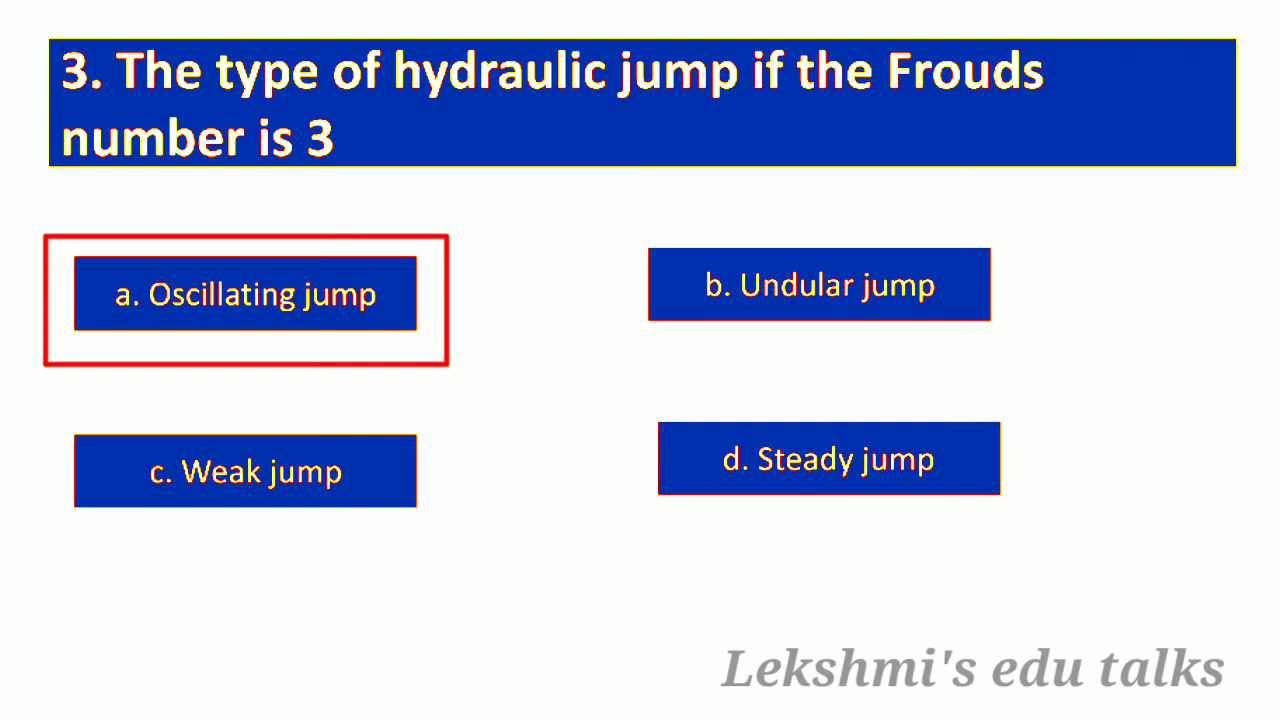 3. The type of hydraulic jump if the Frouds
number is 3
a. Oscillating jump
b. Undular jump
c. Weak jump
d. Steady jump
Lekshmi's edu talks